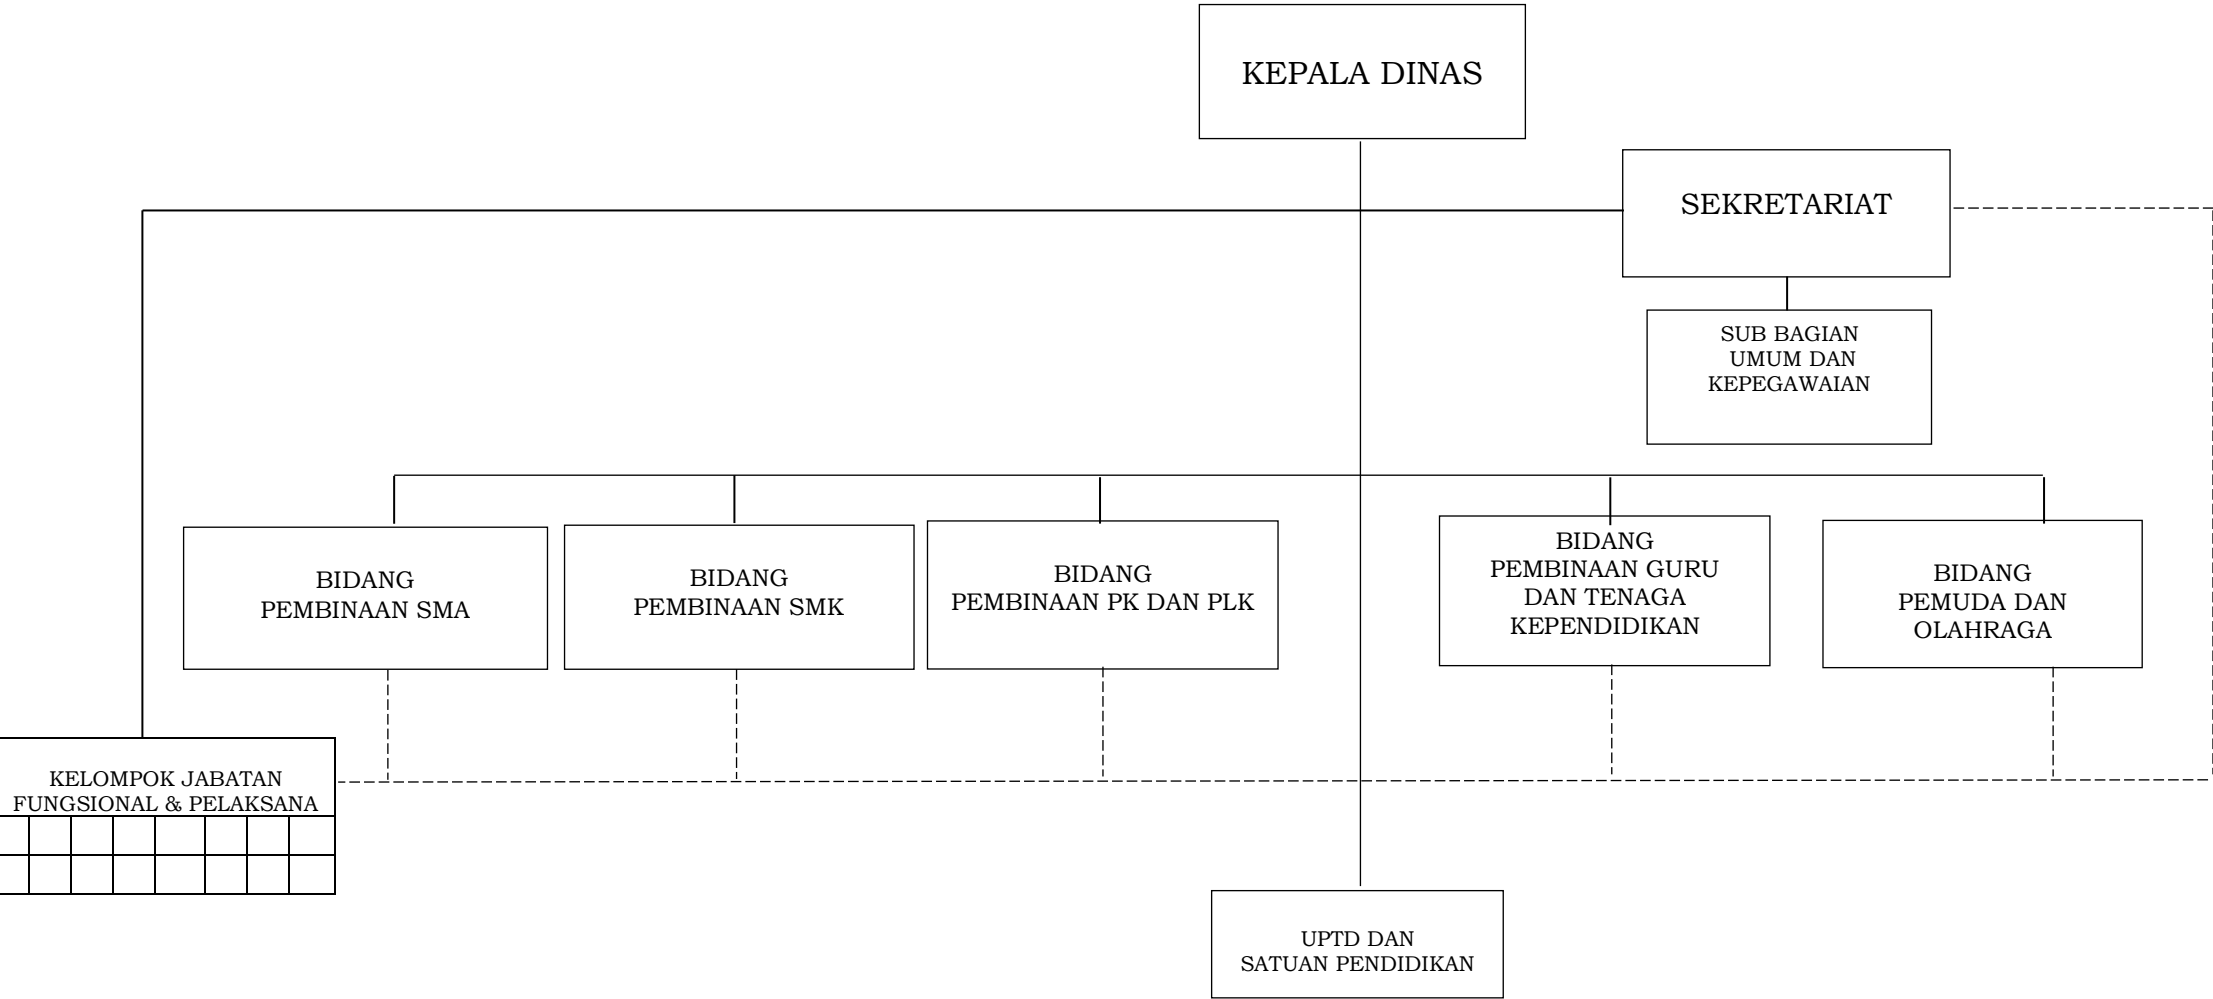 KEPALA DINAS
SEKRETARIAT
SUB BAGIAN
UMUM DAN
KEPEGAWAIAN
BIDANG
PEMBINAAN SMA
BIDANG
PEMBINAAN SMK
BIDANG
PEMBINAAN PK DAN PLK
BIDANG
PEMBINAAN GURU
DAN TENAGA
KEPENDIDIKAN
BIDANG
PEMUDA DAN
OLAHRAGA
KELOMPOK JABATAN
FUNGSIONAL & PELAKSANA
UPTD DAN
SATUAN PENDIDIKAN